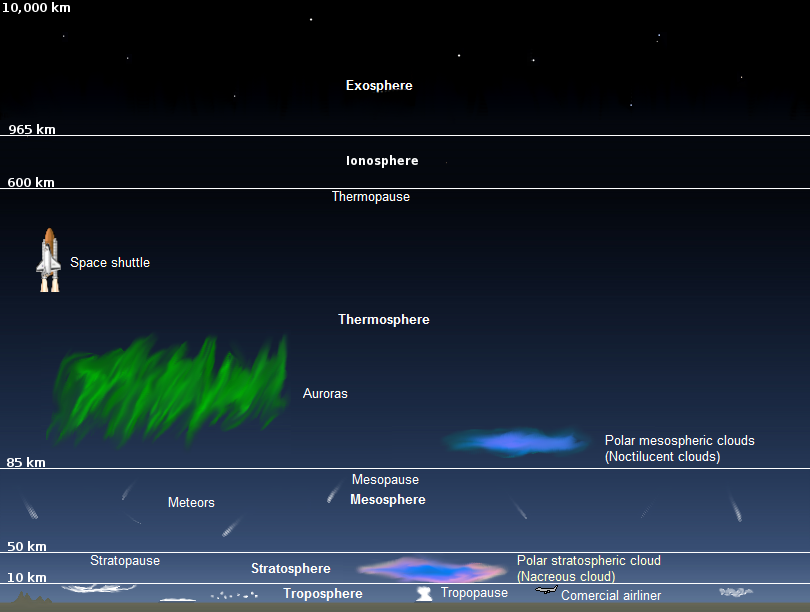 10,000 km
Exosphere
965 km
Ionosphere
600 km
Thermopause
Space shuttle
Thermosphere
Auroras
Polar mesospheric clouds
(Noctilucent clouds)
85 km
Mesopause
Mesosphere
Meteors
50 km
Stratopause
Stratosphere
Polar stratospheric cloud
(Nacreous cloud)
10 km
Troposphere
Tropopause
Comercial airliner